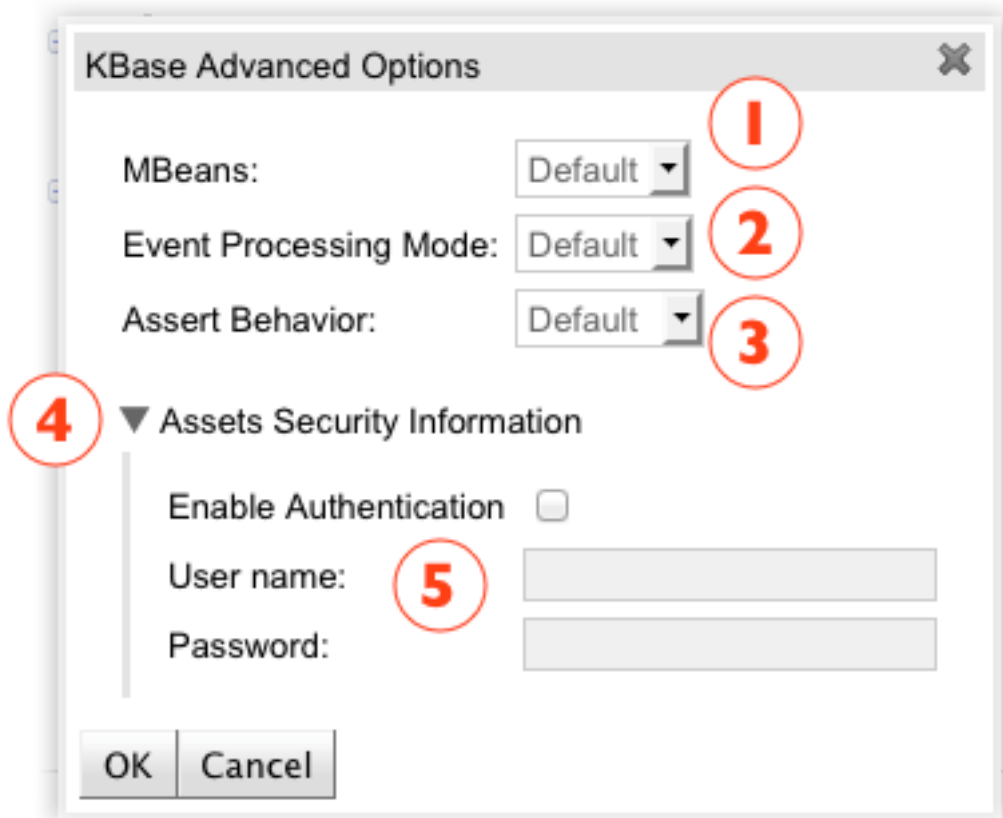 KBase Advanced Options
1
MBeans: Default
2
Event Processing Mode: Default
3
Assert Behavior: Default
4
Assets Security Information
Enable Authentication
5
User name:
Password:
OK Cancel